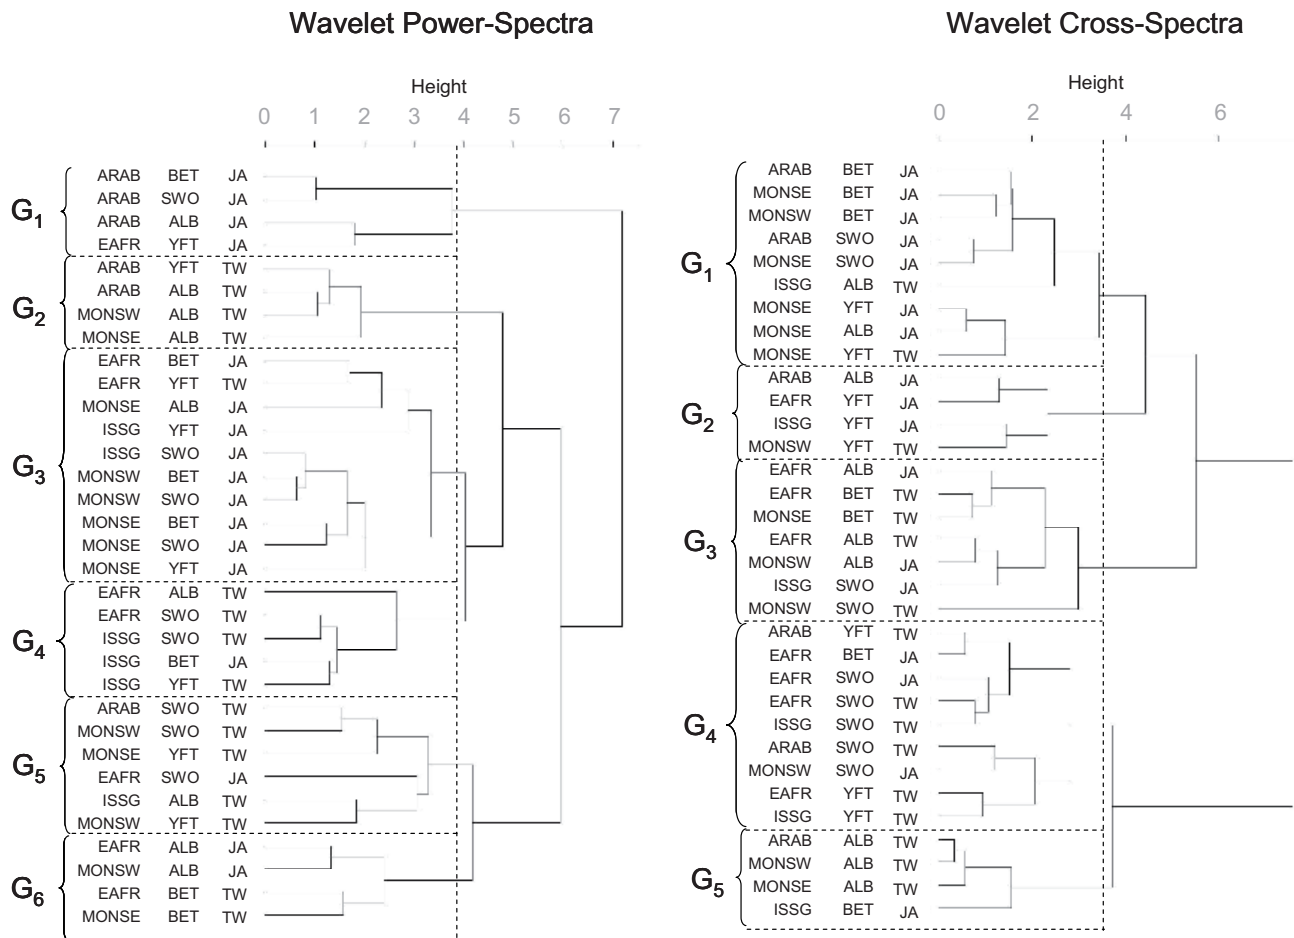 Wavelet Power-Spectra
Height
0 1 2 3 4 5 6 7
G1
ARAB BET JA
ARAB SWO JA
ARAB ALB JA
EAFR YFT JA
G2
ARAB YFT TW
ARAB ALB TW
MONSW ALB TW
MONSE ALB TW
G3
EAFR BET JA
EAFR YFT TW
MONSE ALB JA
ISSG YFT JA
ISSG SWO JA
MONSW BET JA
MONSW SWO JA
MONSE BET JA
MONSE SWO JA
MONSE YFT JA
G4
EAFR ALB TW
EAFR SWO TW
ISSG SWO TW
ISSG BET JA
ISSG YFT TW
G5
ARAB SWO TW
MONSW SWO TW
MONSE YFT TW
EAFR SWO JA
ISSG ALB TW
MONSW YFT TW
G6
EAFR ALB JA
MONSW ALB JA
EAFR BET TW
MONSE BET TW
Wavelet Cross-Spectra
Height
0 2 4 6
G1
ARAB BET JA
MONSE BET JA
MONSW BET JA
ARAB SWO JA
MONSE SWO JA
ISSG ALB TW
MONSE YFT JA
MONSE ALB JA
MONSE YFT TW
G2
ARAB ALB JA
EAFR YFT JA
ISSG YFT JA
MONSW YFT TW
G3
EAFR ALB JA
EAFR BET TW
MONSE BET TW
EAFR ALB TW
MONSW ALB JA
ISSG SWO JA
MONSW SWO TW
G4
ARAB YFT TW
EAFR BET JA
EAFR SWO JA
EAFR SWO TW
ISSG SWO TW
ARAB SWO TW
MONSW SWO JA
EAFR YFT TW
ISSG YFT TW
G5
ARAB ALB TW
MONSW ALB TW
MONSE ALB TW
ISSG BET JA